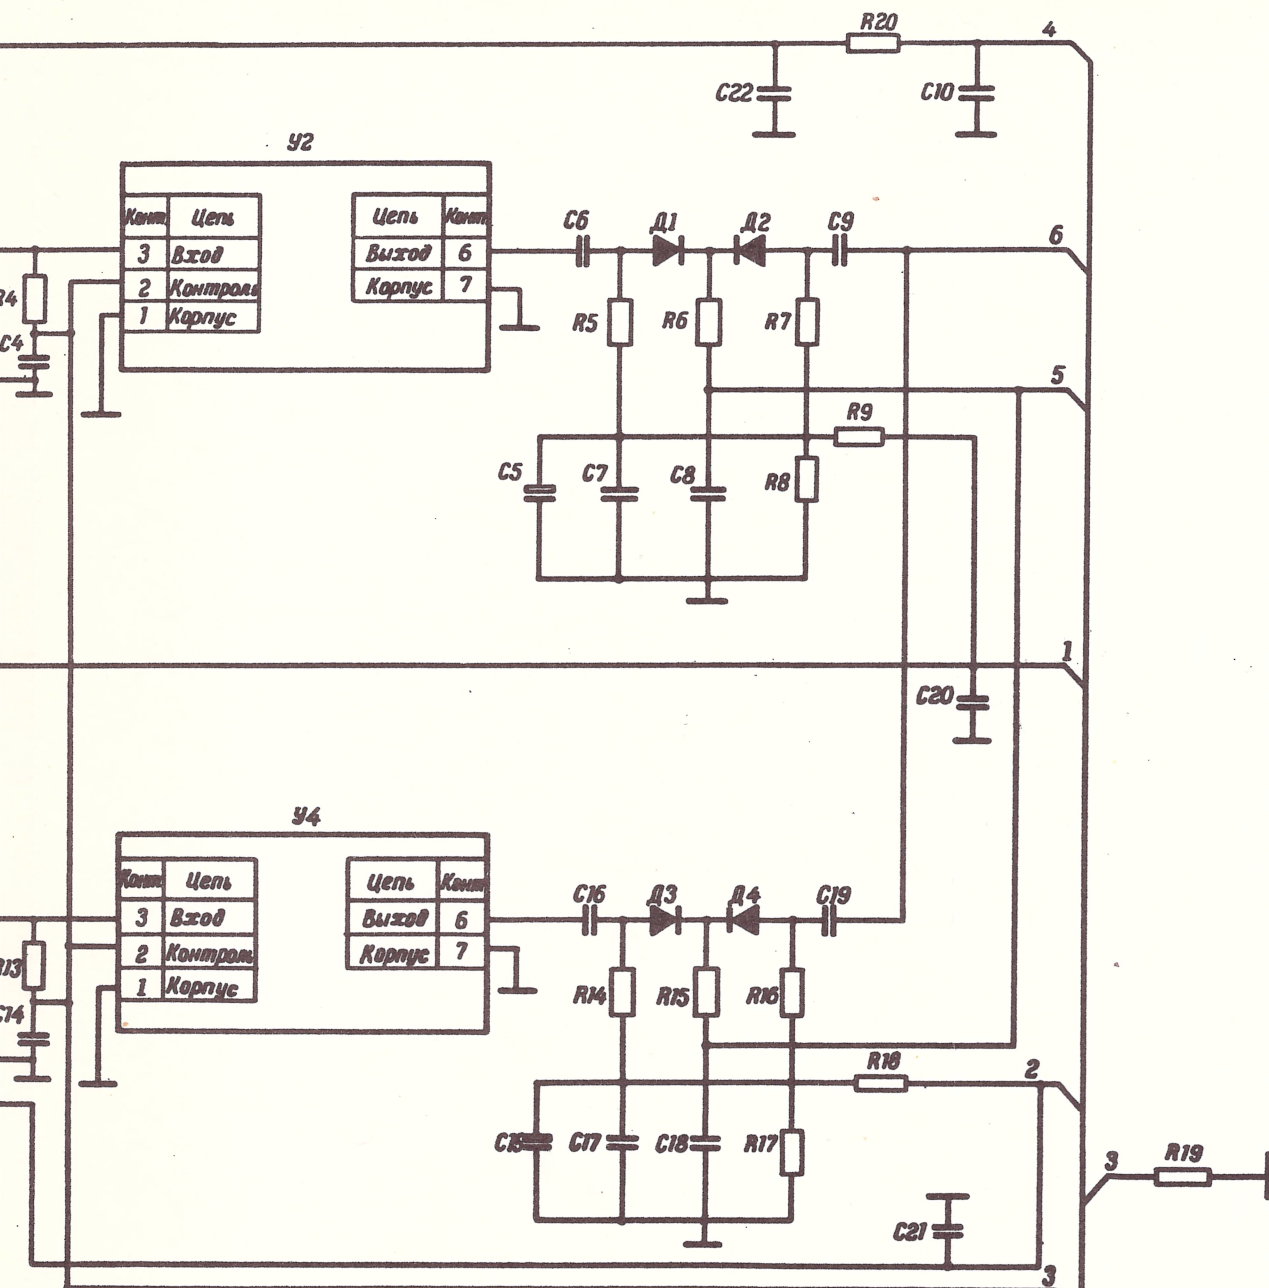 R20
4
C22
C10
У2
Конт Цепь
Цепь Конт
3 Вход
Выход 6
2 Контроль
Корпус 7
1 Корпус
C6
Д1
Д2
C9
6
R4
C4
R5
R6
R7
5
R9
C5
C7
C8
R8
1
C20
У4
Конт Цепь
Цепь Конт
3 Вход
Выход 6
2 Контроль
Корпус 7
1 Корпус
C16
Д3
Д4
C19
R13
C14
R14
R15
R16
R18
2
C15
C17
C18
R17
3
R19
C21
3